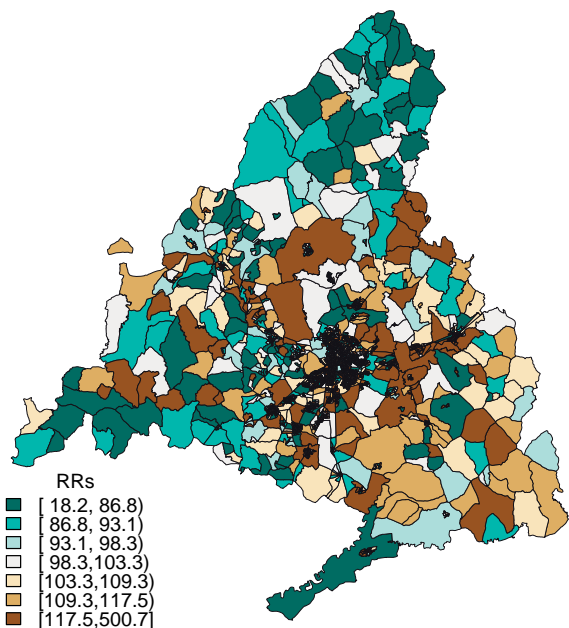 RRs
[ 18.2, 86.8)
[ 86.8, 93.1)
[ 93.1, 98.3)
[ 98.3,103.3)
[103.3,109.3)
[109.3,117.5)
[117.5,500.7]